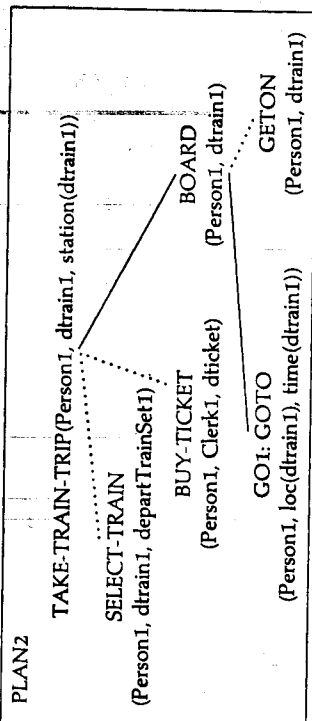 PLAN2
TAKE-TRAIN-TRIP(Person1, dtrain1, station(dtrain1))
SELECT-TRAIN
(Person1, dtrain1, departTrainSet1)
BUY-TICKET
(Person1, Clerk1, dticket)
BOARD
(Person1, dtrain1)
GO1: GOTO
(Person1, loc(dtrain1), time(dtrain1))
GETON
(Person1, dtrain1)